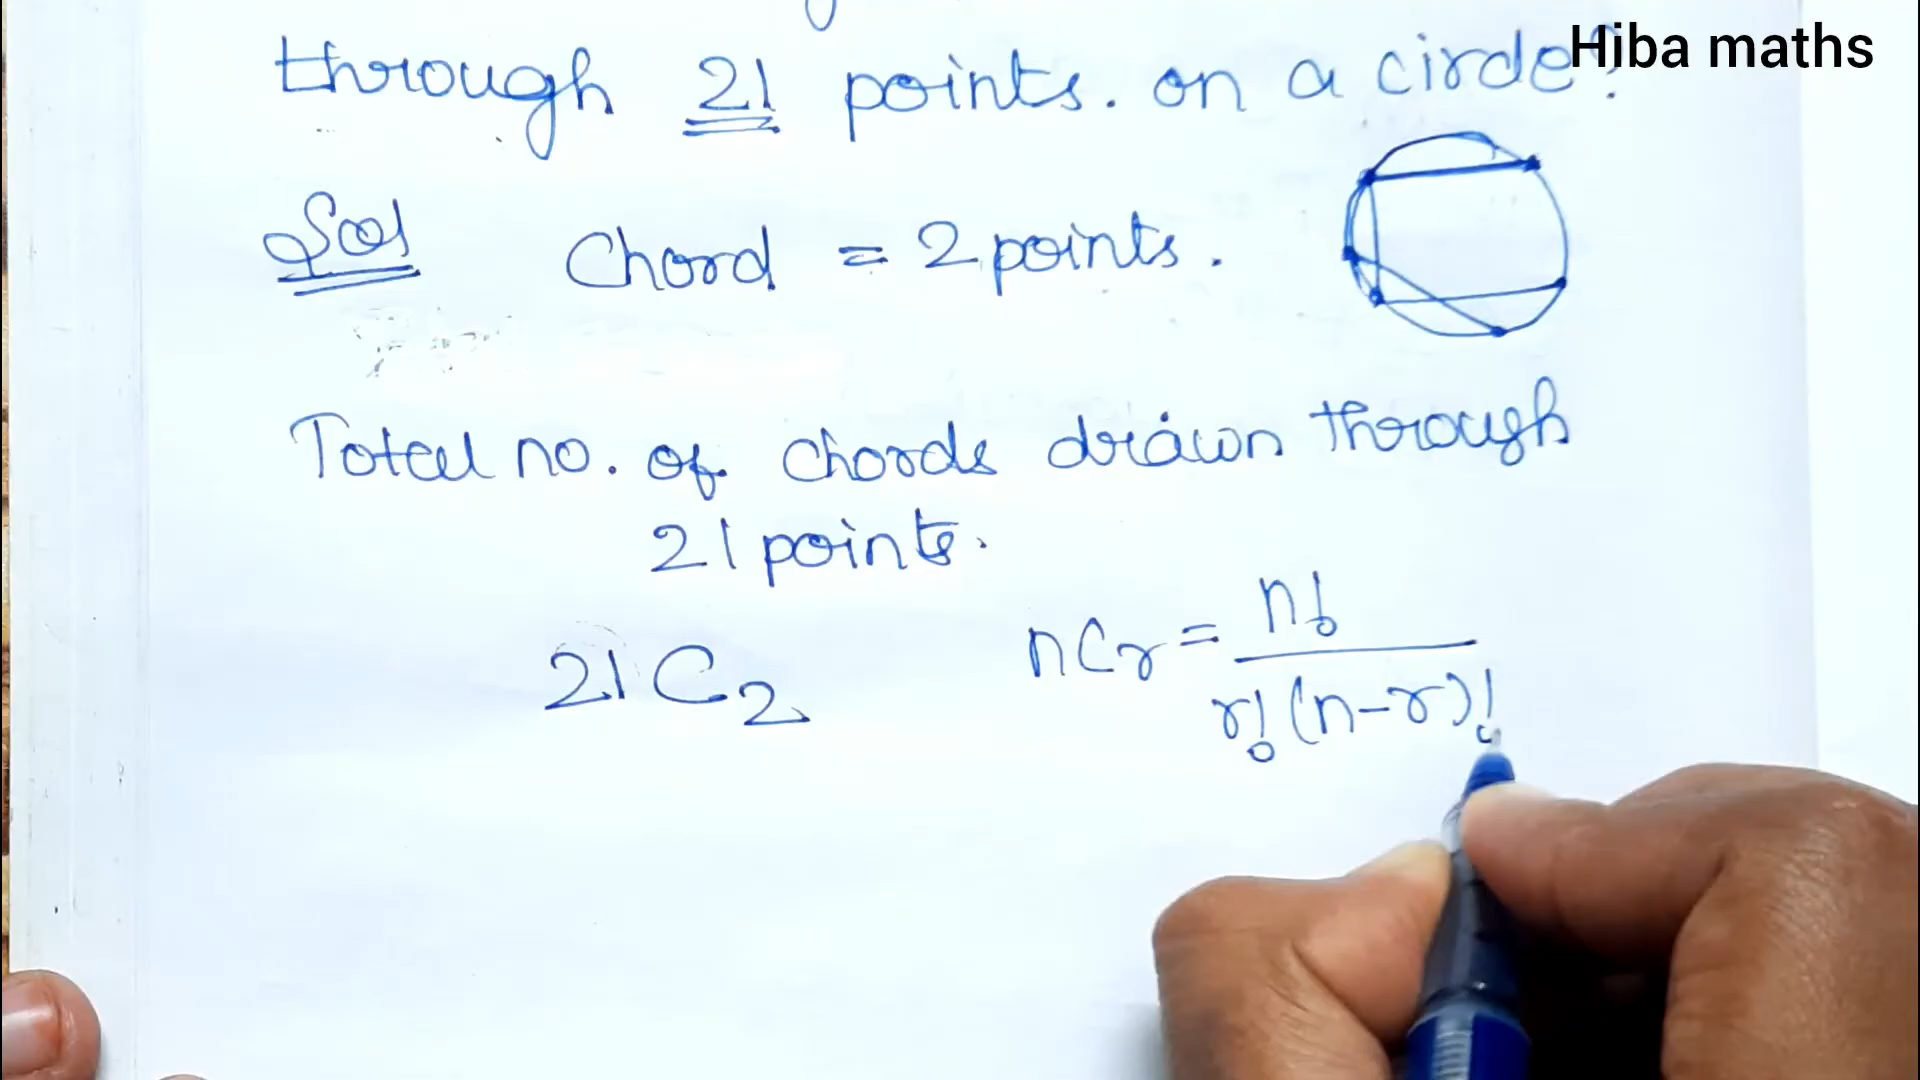 Hiba maths
through 21 points. on a circle?
Sol Chord = 2 points.
Total no. of chords drawn through
21 points.
21C2 nCr = n! / r! (n-r)!